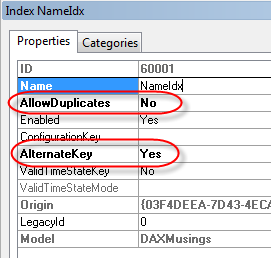 Index NameIdx
Properties Categories
ID 60001
Name NameIdx
AllowDuplicates No
Enabled Yes
ConfigurationKey
AlternateKey Yes
ValidTimeStateKey No
ValidTimeStateMode
Origin {03F4DEEA-7D43-4ECA
LegacyId 0
Model DAXMusings